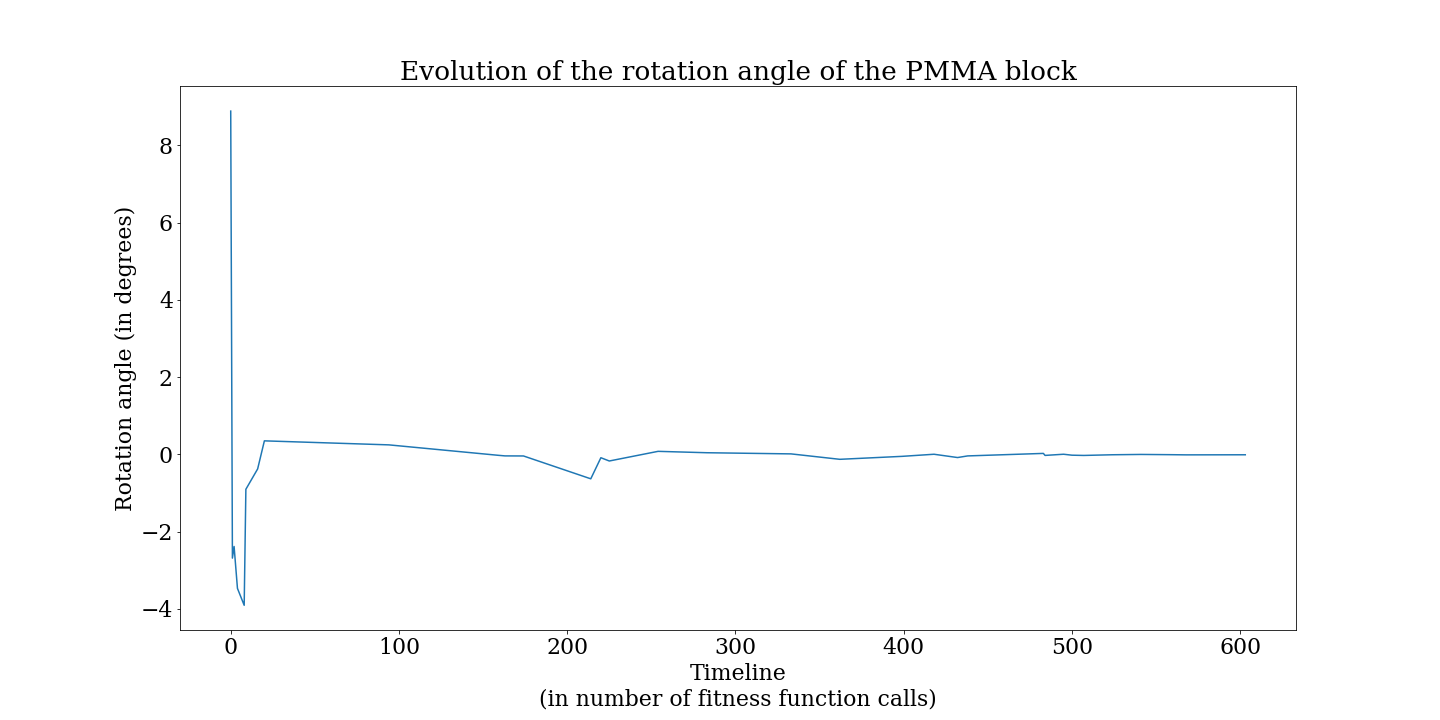 Evolution of the rotation angle of the PMMA block
Rotation angle (in degrees)
8
6
4
2
0
−2
−4
0 100 200 300 400 500 600
Timeline
(in number of fitness function calls)